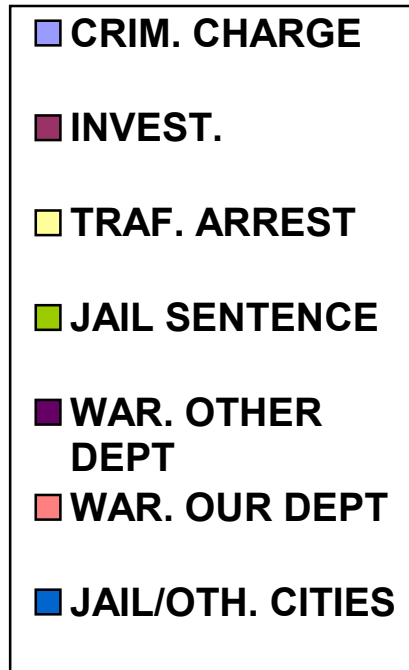 CRIM. CHARGE
INVEST.
TRAF. ARREST
JAIL SENTENCE
WAR. OTHER
DEPT
WAR. OUR DEPT
JAIL/OTH. CITIES